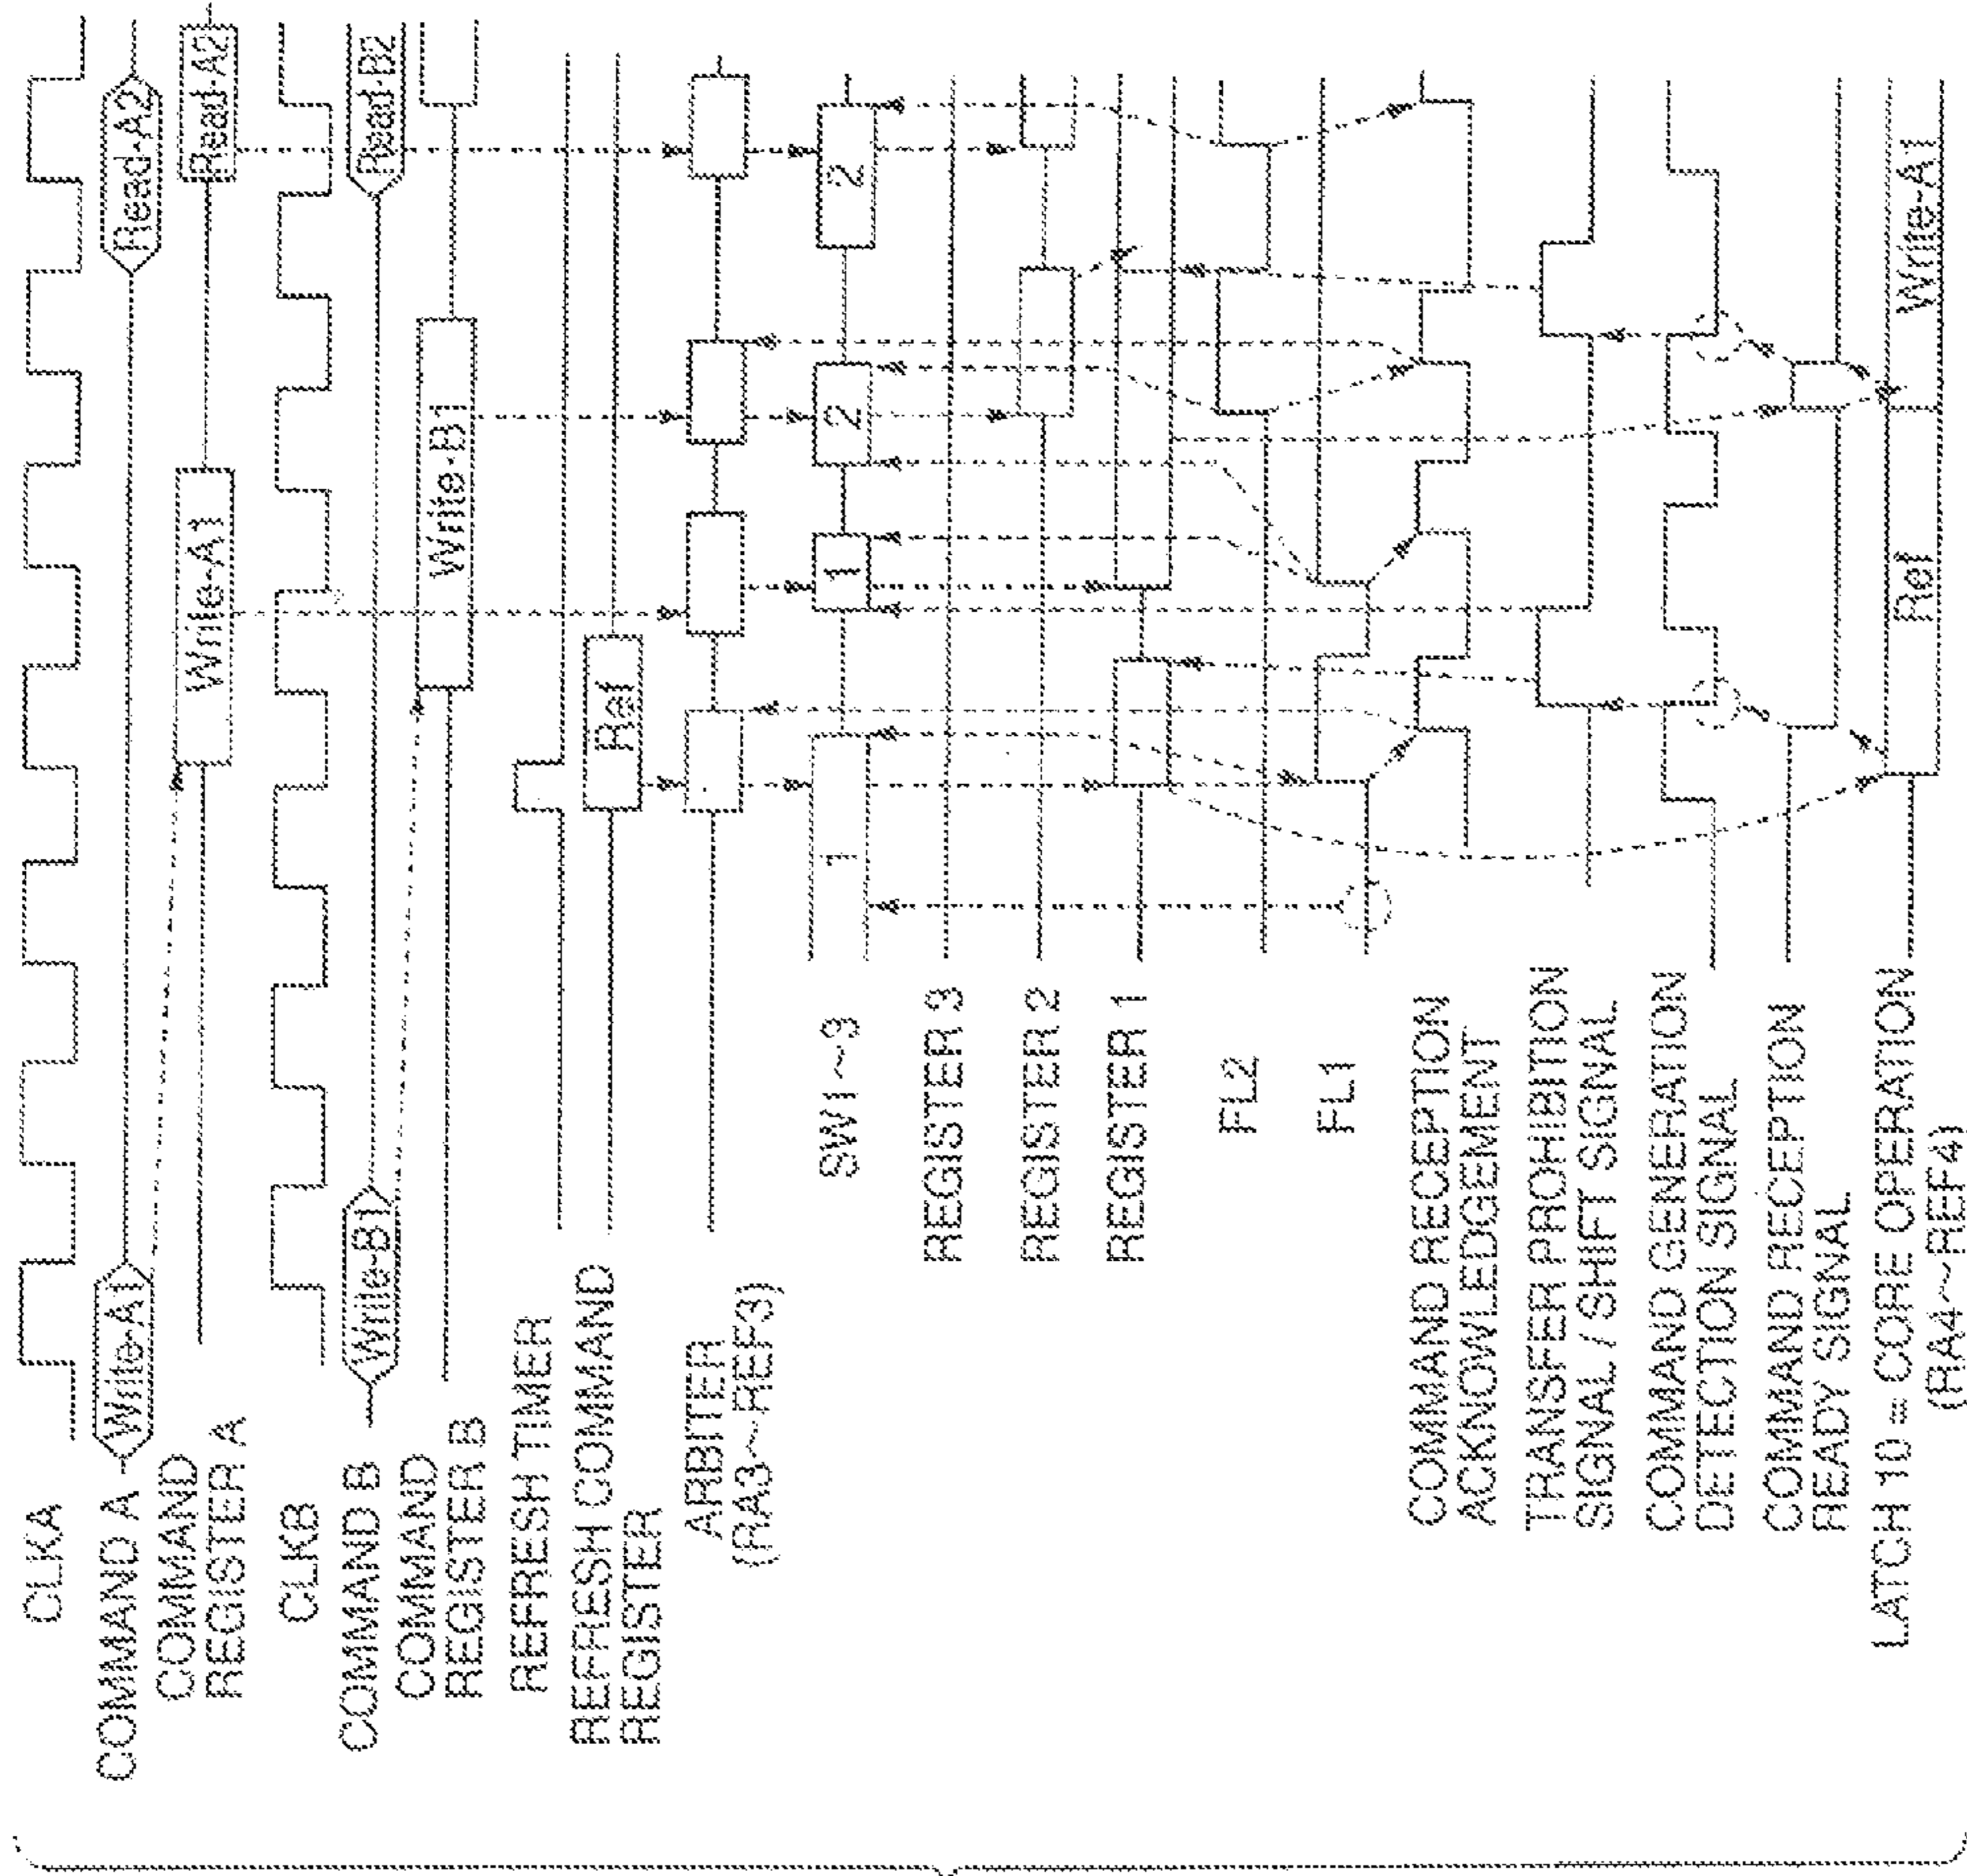 CLKA
COMMAND A
Write-A1
Read-A2
COMMAND
REGISTER A
Write-A1
Read-A2
CLKB
COMMAND B
Write-B1
Read-B2
COMMAND
REGISTER B
Write-B1
REFRESH TIMER
REFRESH COMMAND
REGISTER
Ref
ARBITER
(RA3~REF3)
SW1~3
1
1
2
2
REGISTER 3
REGISTER 2
REGISTER 1
FL2
FL1
COMMAND RECEPTION
ACKNOWLEDGEMENT
TRANSFER PROHIBITION
SIGNAL / SHIFT SIGNAL
COMMAND GENERATION
DETECTION SIGNAL
COMMAND RECEPTION
READY SIGNAL
LATCH 10 = CORE OPERATION
(RA4~REF4)
Ref
Write-A1